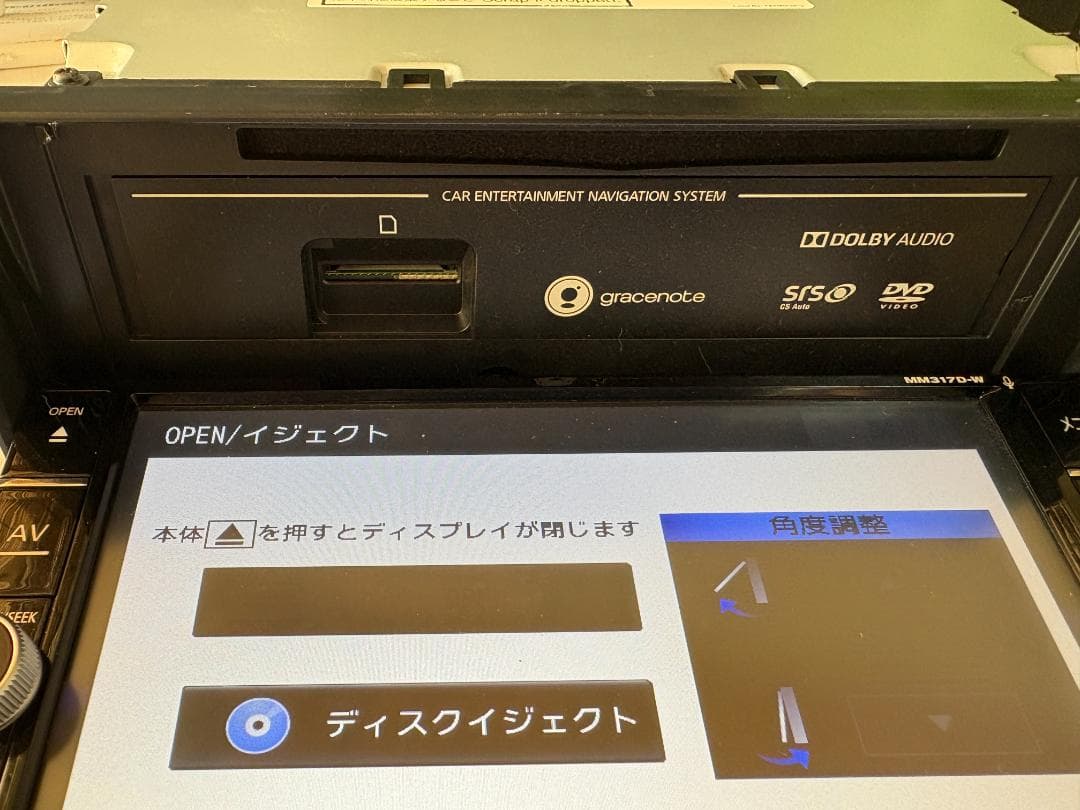 CAR ENTERTAINMENT NAVIGATION SYSTEM
DOLBY AUDIO
gracenote
SRS
CS Auto
DVD
VIDEO
MM317D-W
OPEN
OPEN/イジェクト
AV
本体▲を押すとディスプレイが閉じます
角度調整
SEEK
ディスクイジェクト